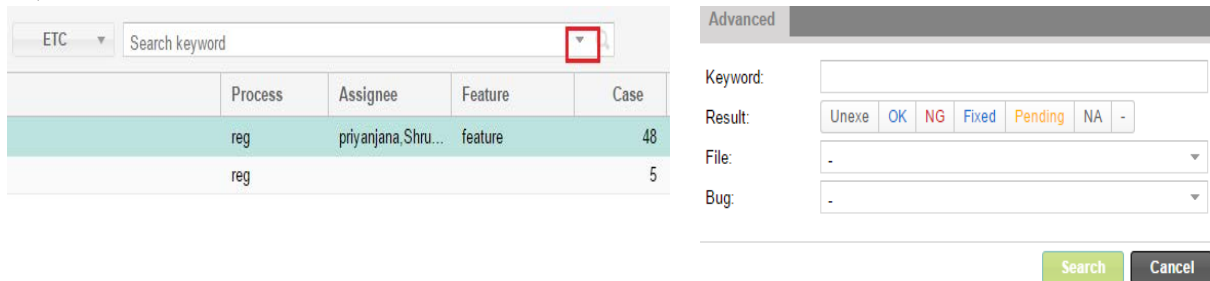 ETC
Search keyword
Process Assignee Feature Case
reg priyanjana,Shru... feature 48
reg 5
Advanced
Keyword:
Result: Unexe OK NG Fixed Pending NA -
File: -
Bug: -
Search Cancel